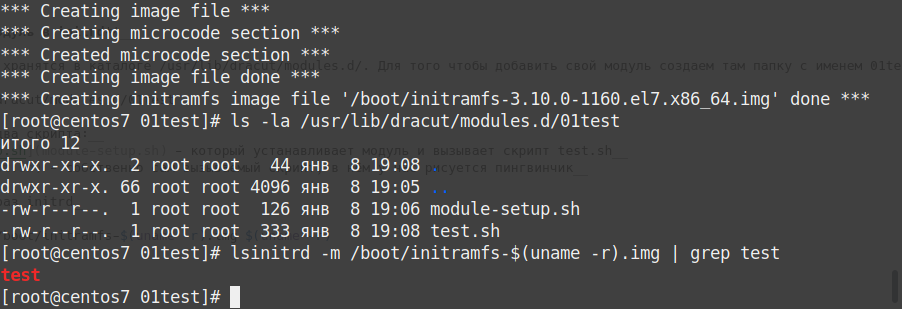 *** Creating image file ***
*** Creating microcode section ***
*** Created microcode section ***
*** Creating image file done ***
*** Creating initramfs image file '/boot/initramfs-3.10.0-1160.el7.x86_64.img' done ***
[root@centos7 01test]# ls -la /usr/lib/dracut/modules.d/01test
итого 12
drwxr-xr-x.  2 root root   44 янв  8 19:08 .
drwxr-xr-x. 66 root root 4096 янв  8 19:05 ..
-rw-r--r--.  1 root root  126 янв  8 19:06 module-setup.sh
-rw-r--r--.  1 root root  333 янв  8 19:08 test.sh
[root@centos7 01test]# lsinitrd -m /boot/initramfs-$(uname -r).img | grep test
test
[root@centos7 01test]#